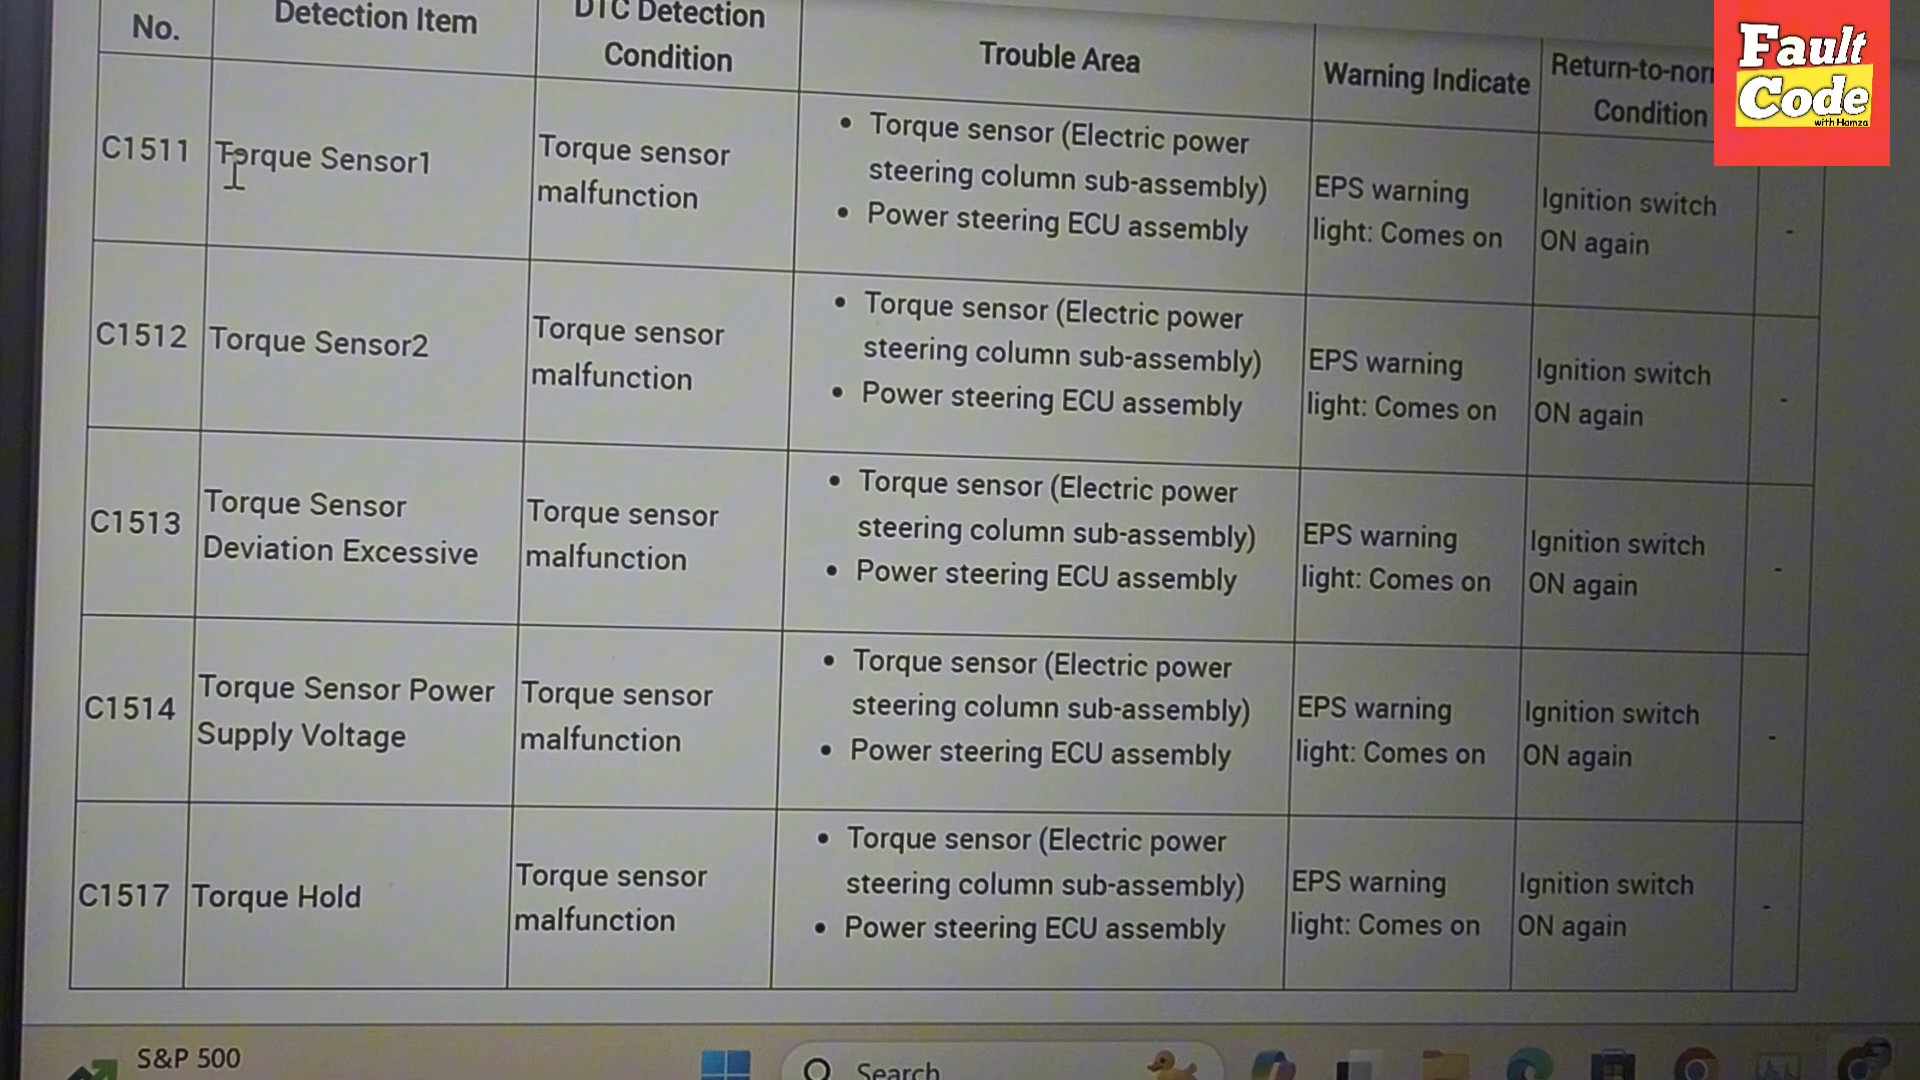 No.
Detection Item
DTC Detection
Condition
Trouble Area
Warning Indicate
Return-to-nor
Condition
Fault
Code
with Hamza
C1511
Torque Sensor1
Torque sensor
malfunction
• Torque sensor (Electric power
steering column sub-assembly)
• Power steering ECU assembly
EPS warning
light: Comes on
Ignition switch
ON again
-
C1512
Torque Sensor2
Torque sensor
malfunction
• Torque sensor (Electric power
steering column sub-assembly)
• Power steering ECU assembly
EPS warning
light: Comes on
Ignition switch
ON again
-
C1513
Torque Sensor
Deviation Excessive
Torque sensor
malfunction
• Torque sensor (Electric power
steering column sub-assembly)
• Power steering ECU assembly
EPS warning
light: Comes on
Ignition switch
ON again
-
C1514
Torque Sensor Power
Supply Voltage
Torque sensor
malfunction
• Torque sensor (Electric power
steering column sub-assembly)
• Power steering ECU assembly
EPS warning
light: Comes on
Ignition switch
ON again
-
C1517
Torque Hold
Torque sensor
malfunction
• Torque sensor (Electric power
steering column sub-assembly)
• Power steering ECU assembly
EPS warning
light: Comes on
Ignition switch
ON again
-
S&P 500
Search